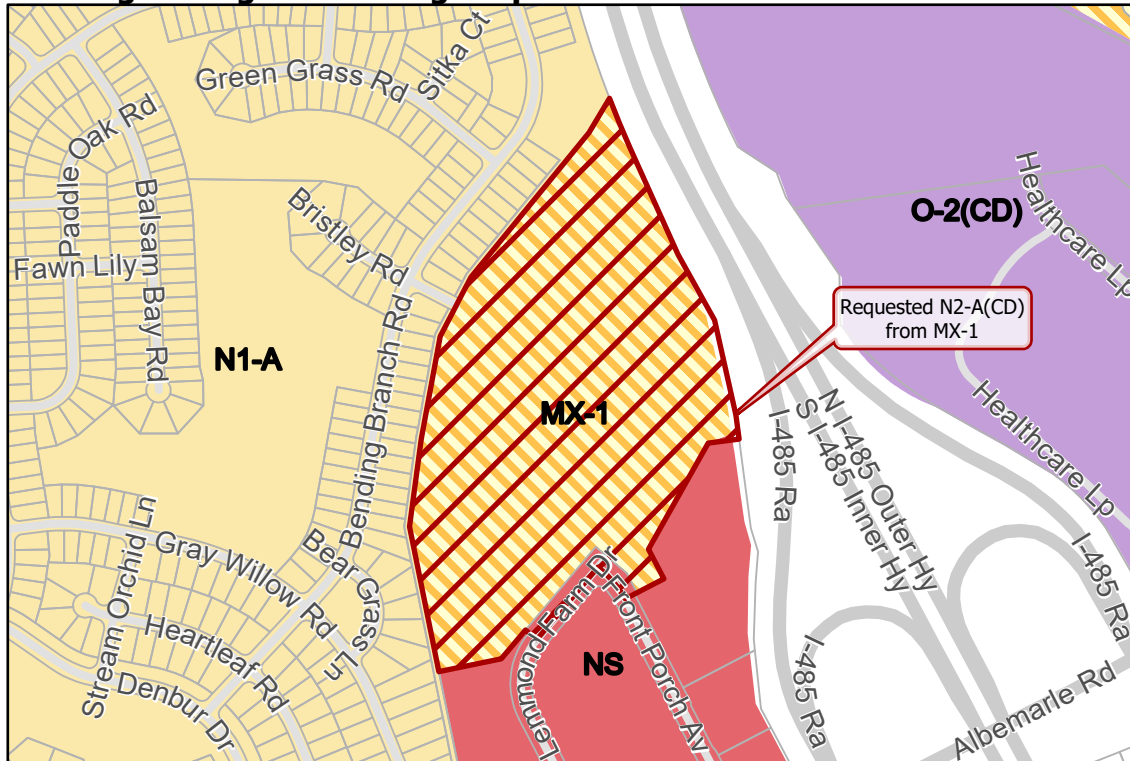 Green Grass Rd
Sitka Ct
Paddle Oak Rd
Balsam Bay Rd
Fawn Lily
Bristley Rd
Bending Branch Rd
N1-A
MX-1
O-2(CD)
Healthcare Lp
Requested N2-A(CD)
from MX-1
Healthcare Lp
I-485 Ra
N I-485 Outer Hy
S I-485 Inner Hy
I-485 Ra
I-485 Ra
Albemarle Rd
Stream Orchid Ln
Gray Willow Rd
Bear Grass Ln
Heartleaf Rd
Denbur Dr
Lemmond Farm Dr
Front Porch Av
NS